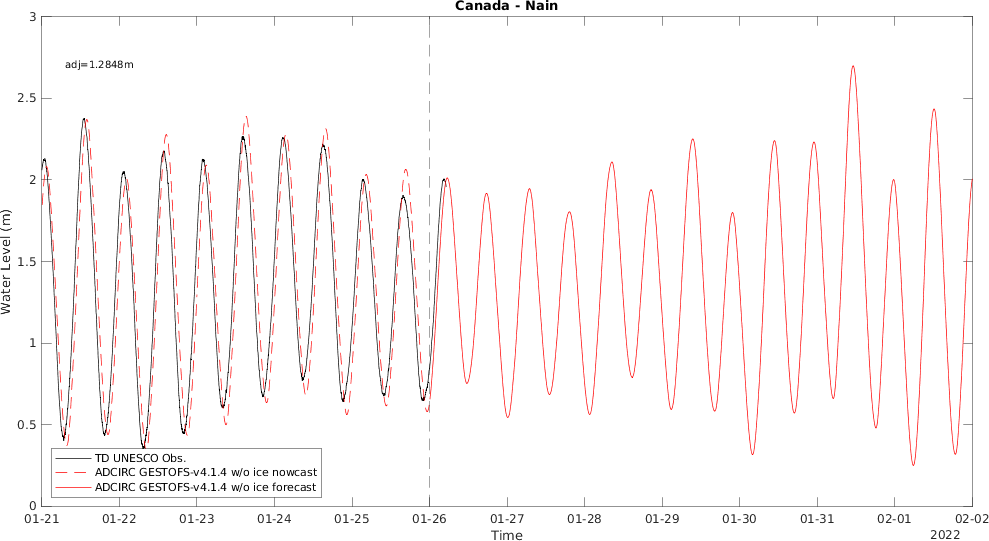 Canada - Nain
adj=1.2848m
3
2.5
2
1.5
1
0.5
0
Water Level (m)
TD UNESCO Obs.
ADCIRC GESTOFS-v4.1.4 w/o ice nowcast
ADCIRC GESTOFS-v4.1.4 w/o ice forecast
01-21 01-22 01-23 01-24 01-25 01-26 01-27 01-28 01-29 01-30 01-31 02-01 02-02
Time
2022